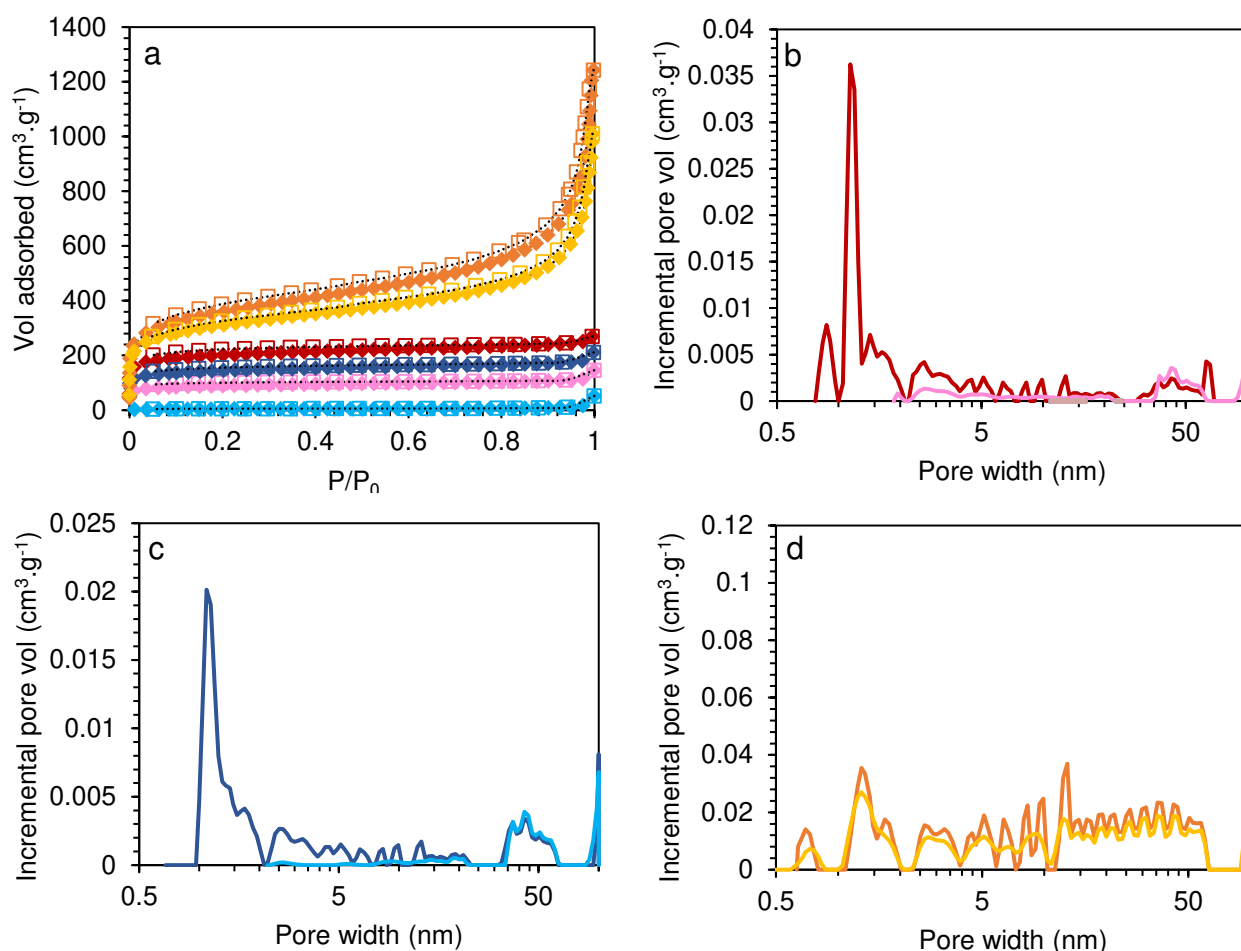 a
Vol adsorbed (cm³.g⁻¹)
1400
1200
1000
800
600
400
200
0
0 0.2 0.4 0.6 0.8 1
P/P₀
b
Incremental pore vol (cm³.g⁻¹)
0.04
0.035
0.03
0.025
0.02
0.015
0.01
0.005
0
0.5 5 50
Pore width (nm)
c
Incremental pore vol (cm³.g⁻¹)
0.025
0.02
0.015
0.01
0.005
0
0.5 5 50
Pore width (nm)
d
Incremental pore vol (cm³.g⁻¹)
0.12
0.1
0.08
0.06
0.04
0.02
0
0.5 5 50
Pore width (nm)